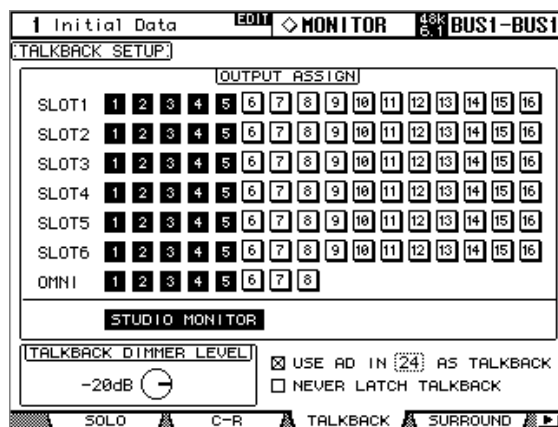 1 Initial Data EDIT ◇MONITOR 48k 6.1 BUS1-BUS1
TALKBACK SETUP
OUTPUT ASSIGN
SLOT1 1 2 3 4 5 6 7 8 9 10 11 12 13 14 15 16
SLOT2 1 2 3 4 5 6 7 8 9 10 11 12 13 14 15 16
SLOT3 1 2 3 4 5 6 7 8 9 10 11 12 13 14 15 16
SLOT4 1 2 3 4 5 6 7 8 9 10 11 12 13 14 15 16
SLOT5 1 2 3 4 5 6 7 8 9 10 11 12 13 14 15 16
SLOT6 1 2 3 4 5 6 7 8 9 10 11 12 13 14 15 16
OMNI 1 2 3 4 5 6 7 8
STUDIO MONITOR
TALKBACK DIMMER LEVEL
-20dB
USE AD IN 24 AS TALKBACK
NEVER LATCH TALKBACK
SOLO C-R TALKBACK SURROUND